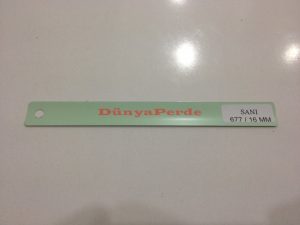 DünyaPerde
SANI
677 / 16 MM